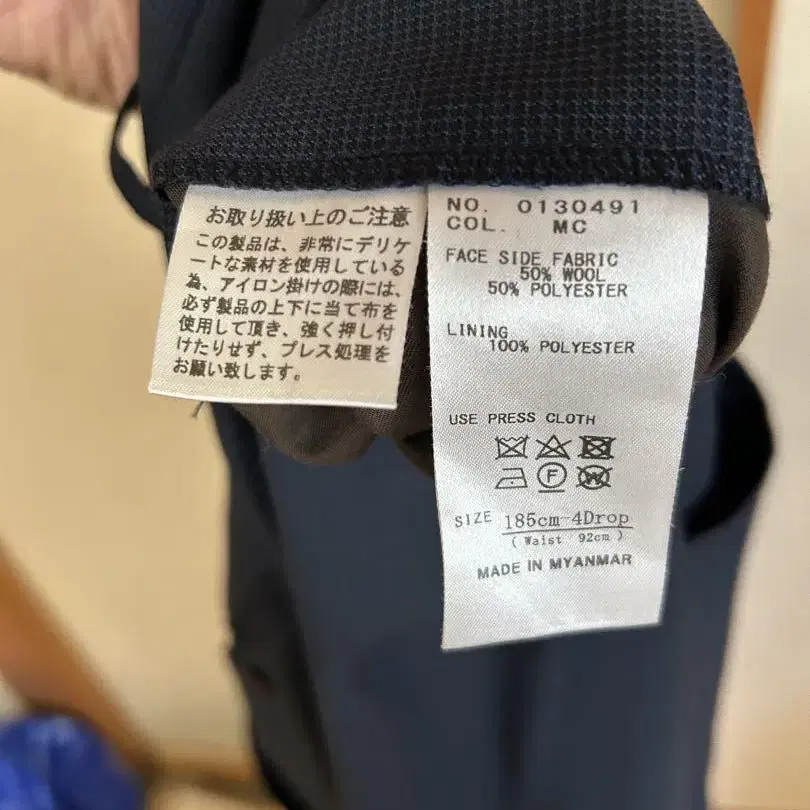 お取り扱い上のご注意
この製品は、非常にデリケ
ートな素材を使用している
為、アイロン掛けの際には、
必ず製品の上下に当て布を
使用して頂き、強く押し付
けたりせず、プレス処理を
お願い致します。
NO. 0130491
COL. MC
FACE SIDE FABRIC
50% WOOL
50% POLYESTER
LINING
100% POLYESTER
USE PRESS CLOTH
F W
SIZE 185cm-4Drop
( Waist 92cm )
MADE IN MYANMAR